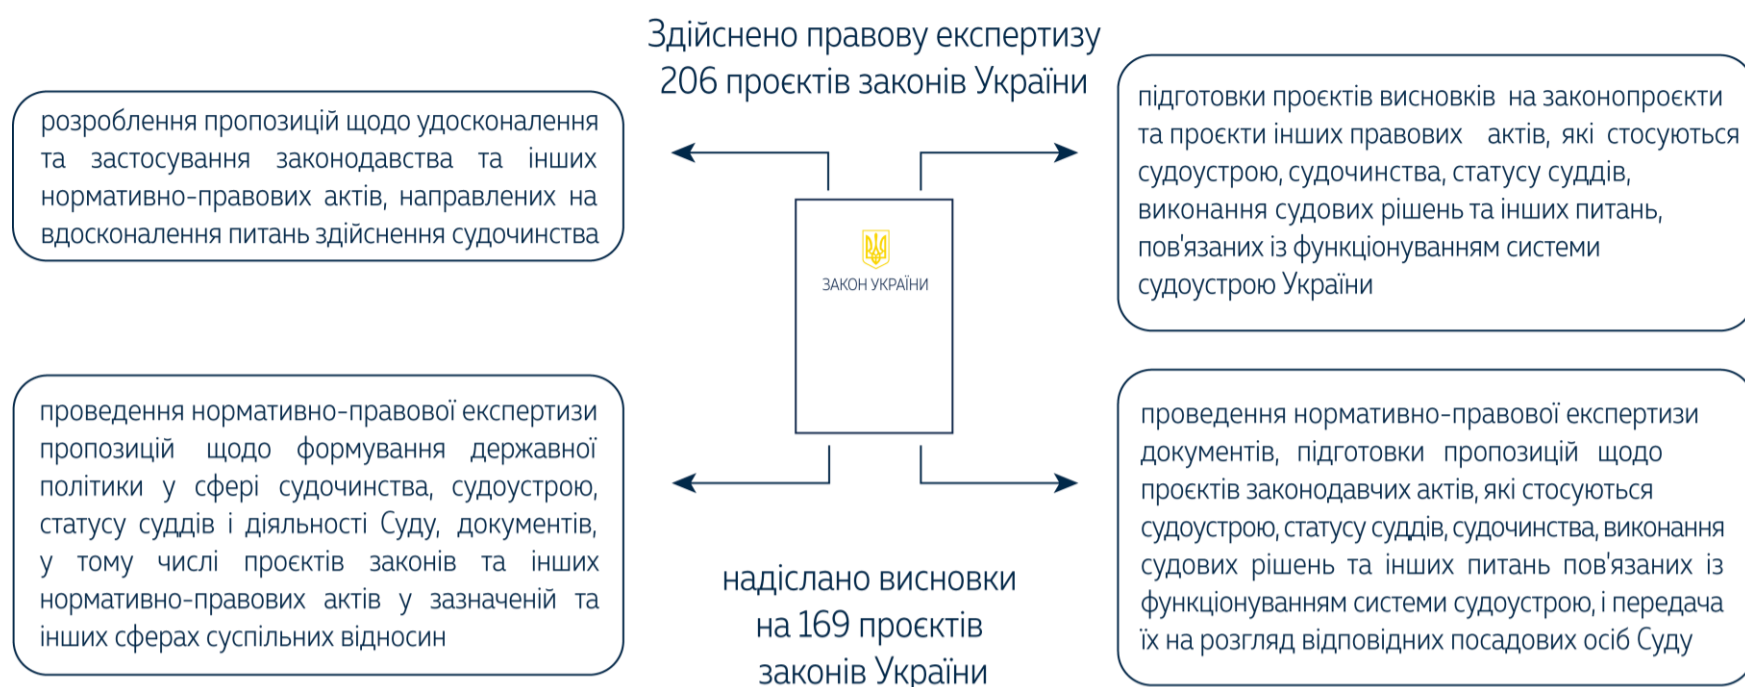 Здійснено правову експертизу
206 проєктів законів України
розроблення пропозицій щодо удосконалення
та застосування законодавства та інших
нормативно-правових актів, направлених на
вдосконалення питань здійснення судочинства
підготовки проєктів висновків на законопроєкти
та проєкти інших правових актів, які стосуються
судоустрою, судочинства, статусу суддів,
виконання судових рішень та інших питань,
пов'язаних із функціонуванням системи
судоустрою України
ЗАКОН УКРАЇНИ
проведення нормативно-правової експертизи
пропозицій щодо формування державної
політики у сфері судочинства, судоустрою,
статусу суддів і діяльності Суду, документів,
у тому числі проєктів законів та інших
нормативно-правових актів у зазначеній та
інших сферах суспільних відносин
проведення нормативно-правової експертизи
документів, підготовки пропозицій щодо
проєктів законодавчих актів, які стосуються
судоустрою, статусу суддів, судочинства, виконання
судових рішень та інших питань пов'язаних із
функціонуванням системи судоустрою, і передача
їх на розгляд відповідних посадових осіб Суду
надіслано висновки
на 169 проєктів
законів України